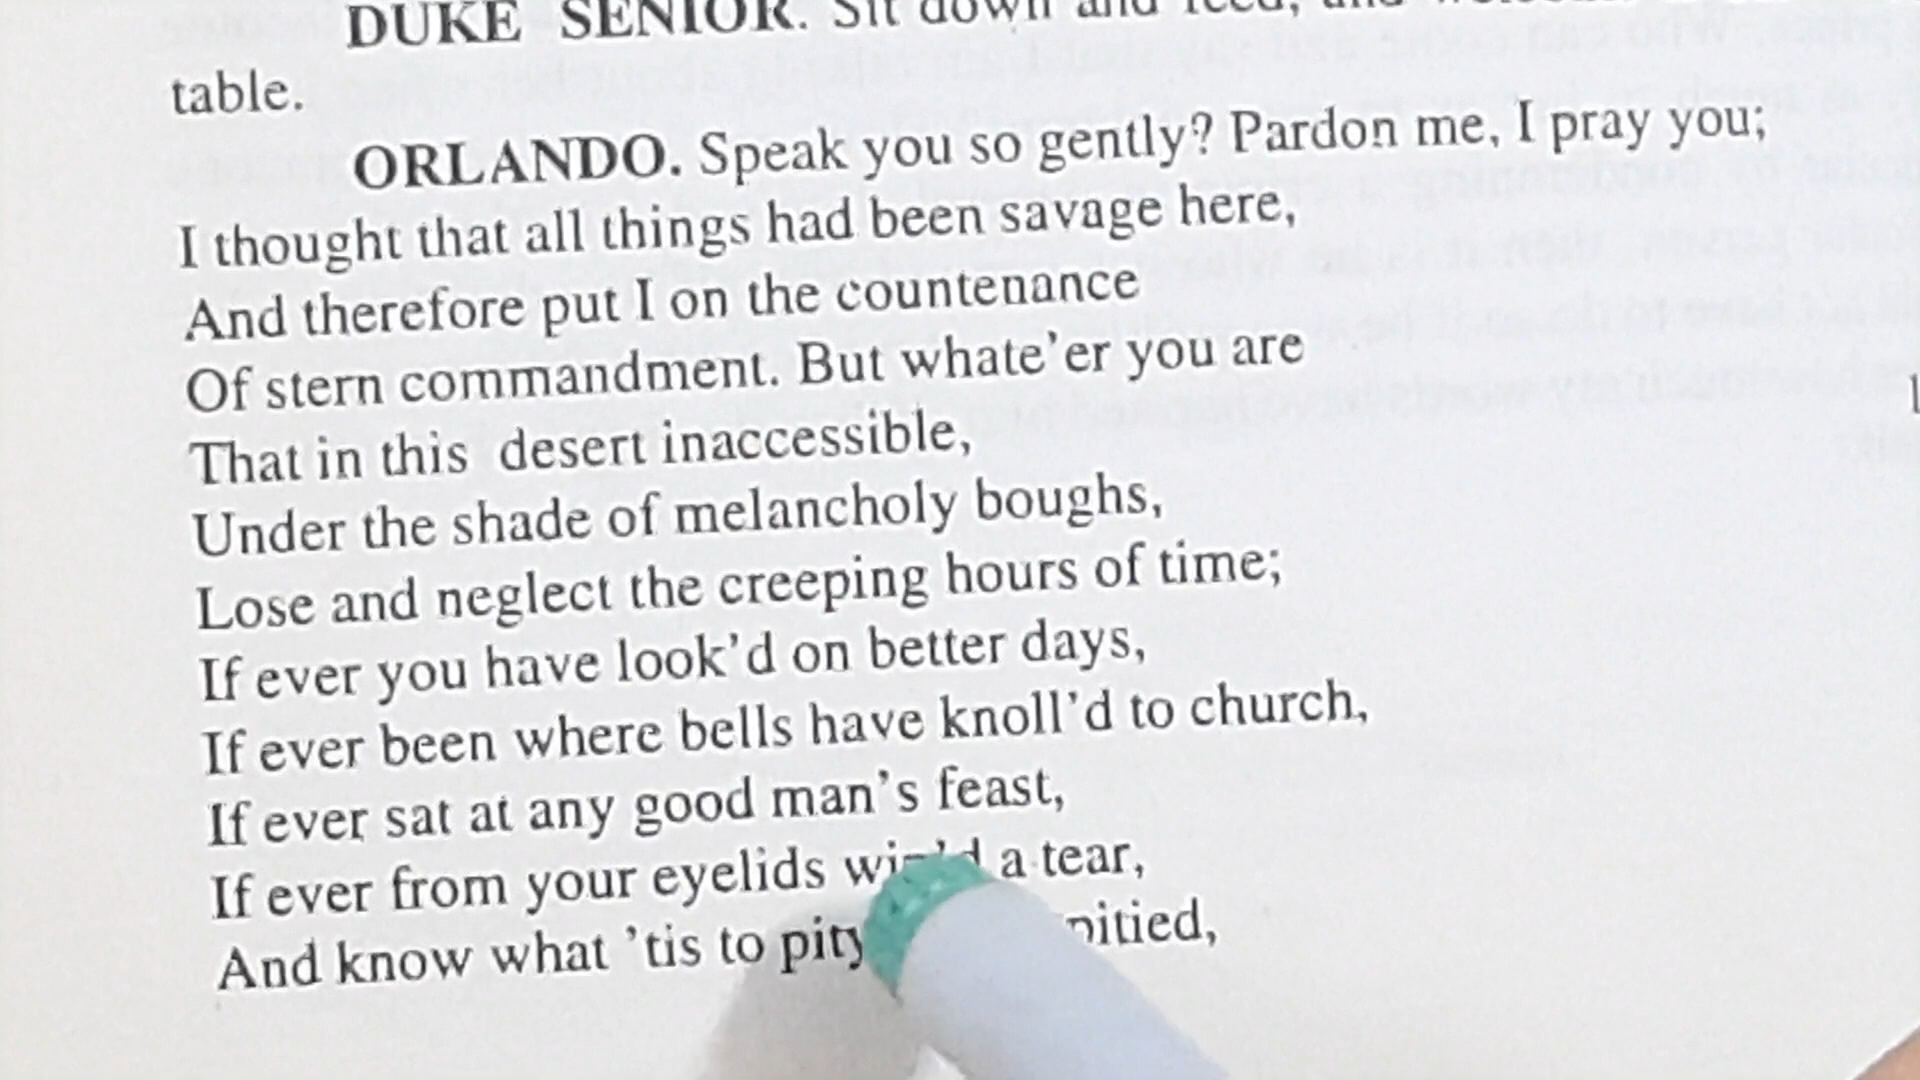 DUKE SENIOR. Sit down and feed, and
table.
ORLANDO. Speak you so gently? Pardon me, I pray you;
I thought that all things had been savage here,
And therefore put I on the countenance
Of stern commandment. But whate'er you are
That in this desert inaccessible,
Under the shade of melancholy boughs,
Lose and neglect the creeping hours of time;
If ever you have look'd on better days,
If ever been where bells have knoll'd to church,
If ever sat at any good man's feast,
If ever from your eyelids a tear,
And know what 'tis to pity pitied,